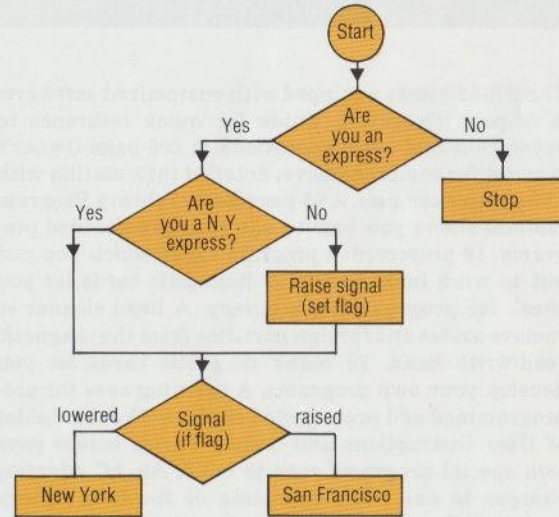 Start
Are
you an
express?
Yes
No
Stop
Are
you a N.Y.
express?
Yes
No
Raise signal
(set flag)
Signal
(if flag)
lowered
raised
New York
San Francisco